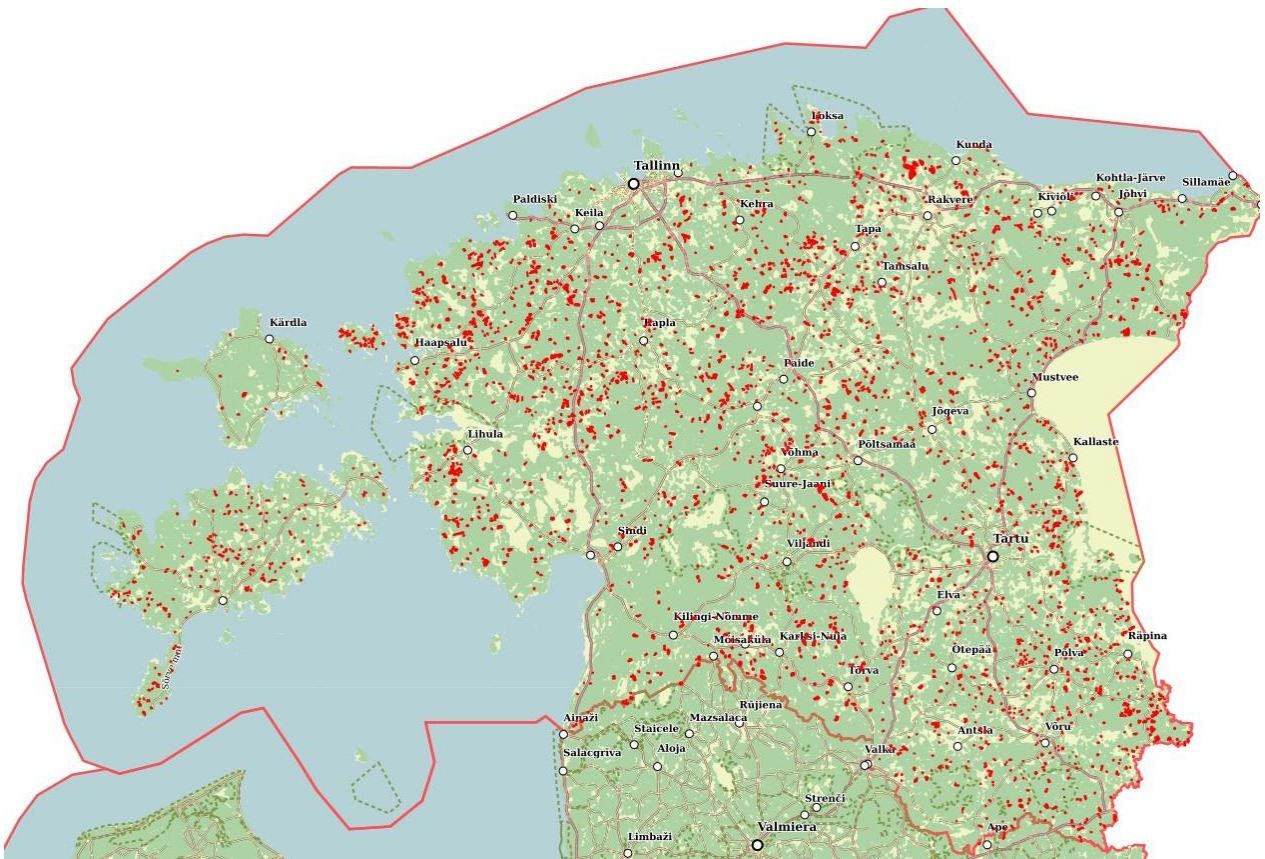 Loksa
Kunda
Tallinn
Kohtla-Järve
Sillamäe
Paldiski
Keila
Kehra
Rakvere
Kiviõli
Jõhvi
Tapa
Tamsalu
Kärdla
Rapla
Haapsalu
Paide
Mustvee
Jõgeva
Lihula
Põltsamaa
Kallaste
Võhma
Suure-Jaani
Sindi
Viljandi
Tartu
Elva
Kilingi-Nõmme
Mõisaküla
Karksi-Nuia
Räpina
Otepää
Põlva
Tõrva
Rūjiena
Ainaži
Mazsalaca
Staicele
Salacgrīva
Aloja
Antsla
Võru
Valka
Strenči
Valmiera
Limbaži
Ape